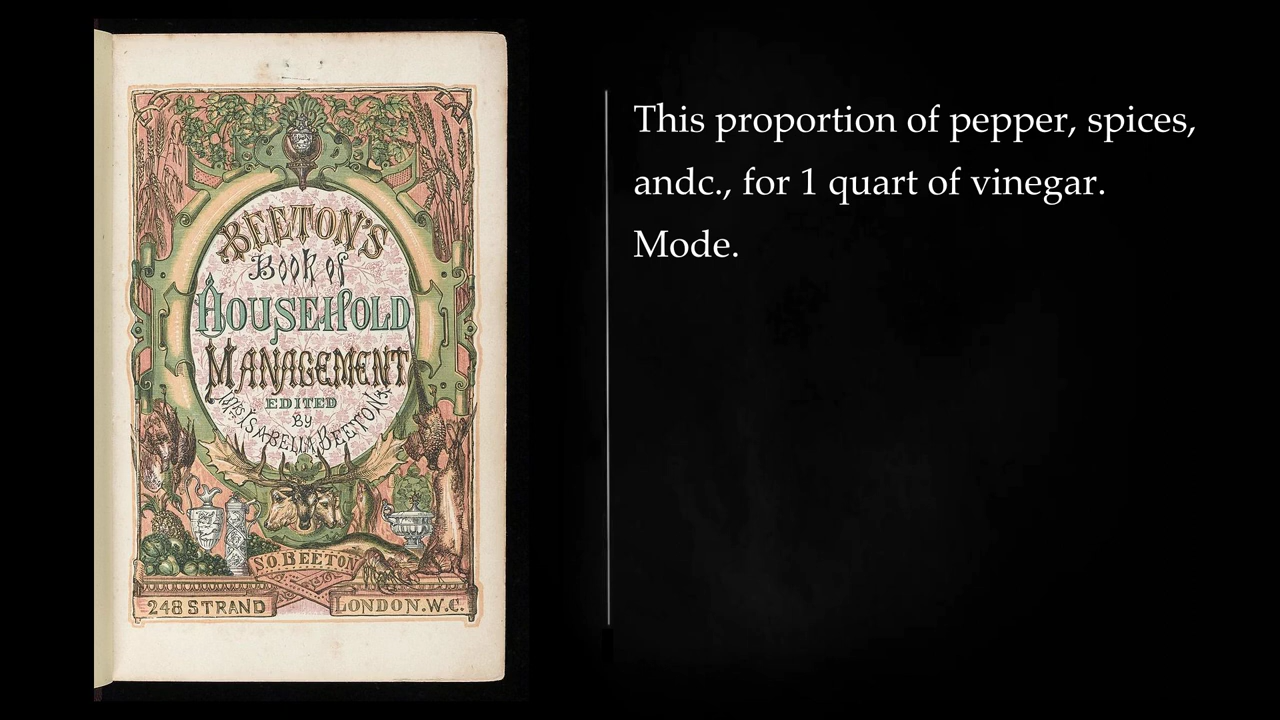 BEETON'S
Book of
HOUSEHOLD
MANAGEMENT
EDITED
BY
MRS ISABELLA BEETON
S.O. BEETON
248 STRAND
LONDON. W.C.
This proportion of pepper, spices,
andc., for 1 quart of vinegar.
Mode.